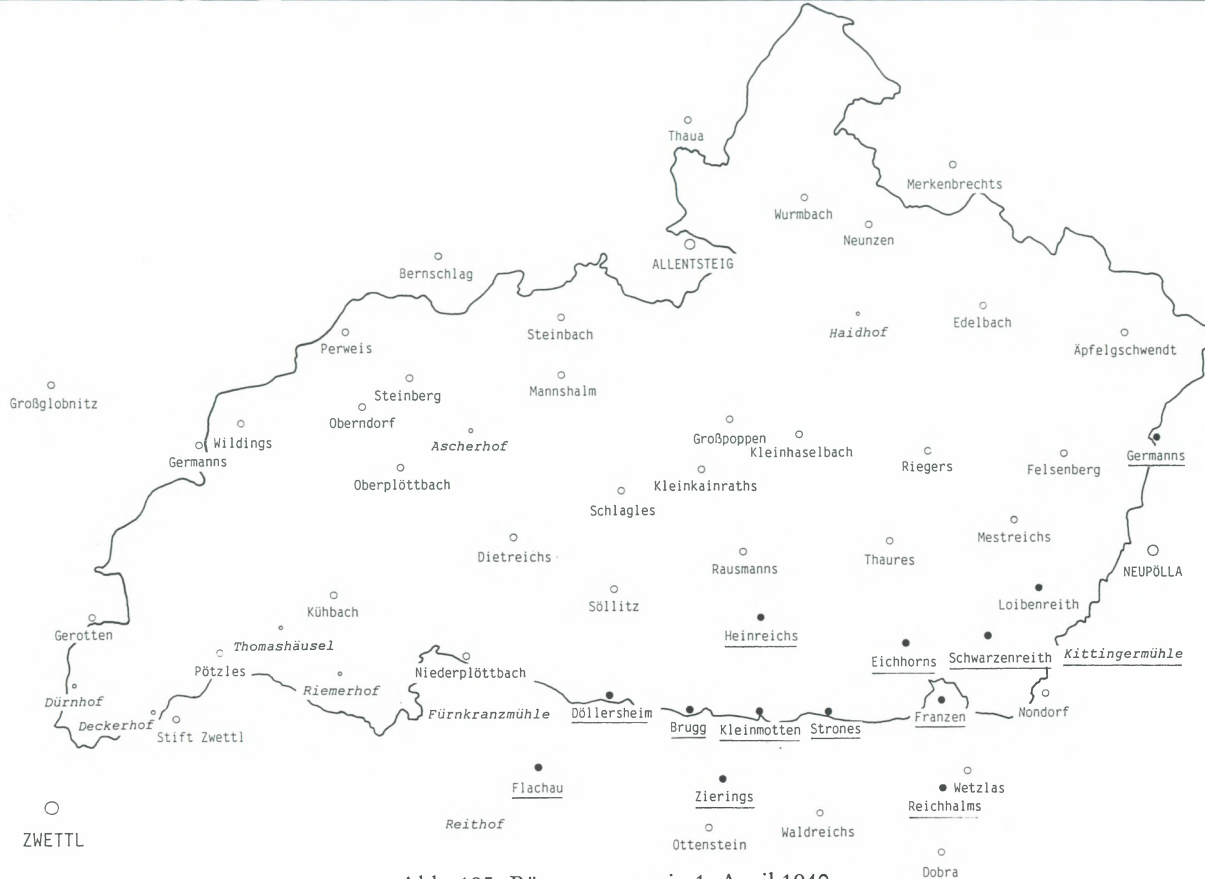 Thaua
Merkenbrechts
Wurmbach
Neunzen
ALLENTSTEIG
Bernschlag
Haidhof
Edelbach
Steinbach
Äpfelgschwendt
Perweis
Mannshalm
Steinberg
Großglobnitz
Oberndorf
Wildings
Ascherhof
Großpoppen
Kleinhaselbach
Germanns
Germanns
Riegers
Felsenberg
Oberplöttbach
Kleinkainraths
Schlagles
Mestreichs
Dietreichs
Thaures
Rausmanns
NEUPÖLLA
Kühbach
Söllitz
Loibenreith
Gerotten
Thomashäusel
Heinreichs
Eichhorns
Schwarzenreith
Kittingermühle
Pötzles
Niederplöttbach
Riemerhof
Dürnhof
Fürnkranzmühle
Döllersheim
Franzen
Nondorf
Deckerhof
Stift Zwettl
Brugg
Kleinmotten
Strones
Flachau
Zierings
Wetzlas
Reichhalms
Reithof
Waldreichs
ZWETTL
Ottenstein
Dobra
1. April 1942